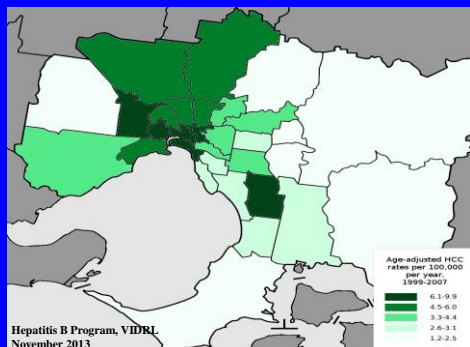 Age-adjusted HCC
rates per 100,000
per year,
1999-2007
6.1-9.9
4.5-6.0
3.3-4.4
2.6-3.1
1.2-2.5
Hepatitis B Program, VIDRL
November 2013